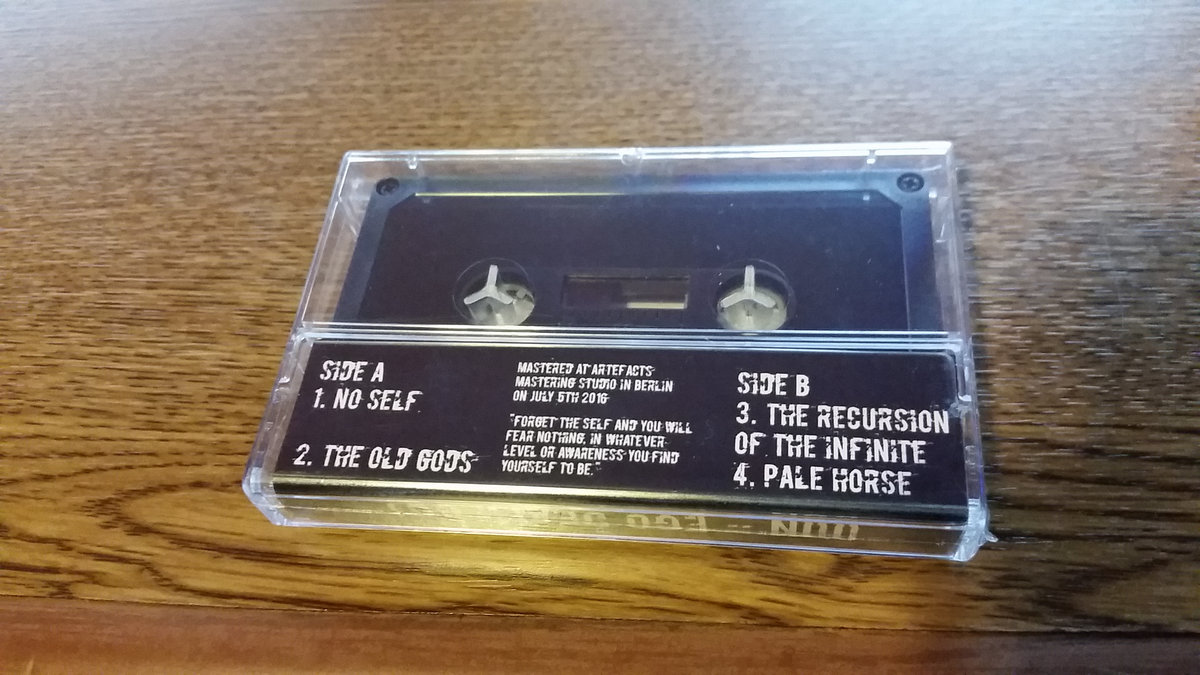 SIDE A
1. NO SELF
2. THE OLD GODS
MASTERED AT ARTEFACTS
MASTERING STUDIO IN BERLIN
ON JULY 5TH 2016
"FORGET THE SELF AND YOU WILL
FEAR NOTHING, IN WHATEVER
LEVEL OR AWARENESS YOU FIND
YOURSELF TO BE."
SIDE B
3. THE RECURSION
OF THE INFINITE
4. PALE HORSE